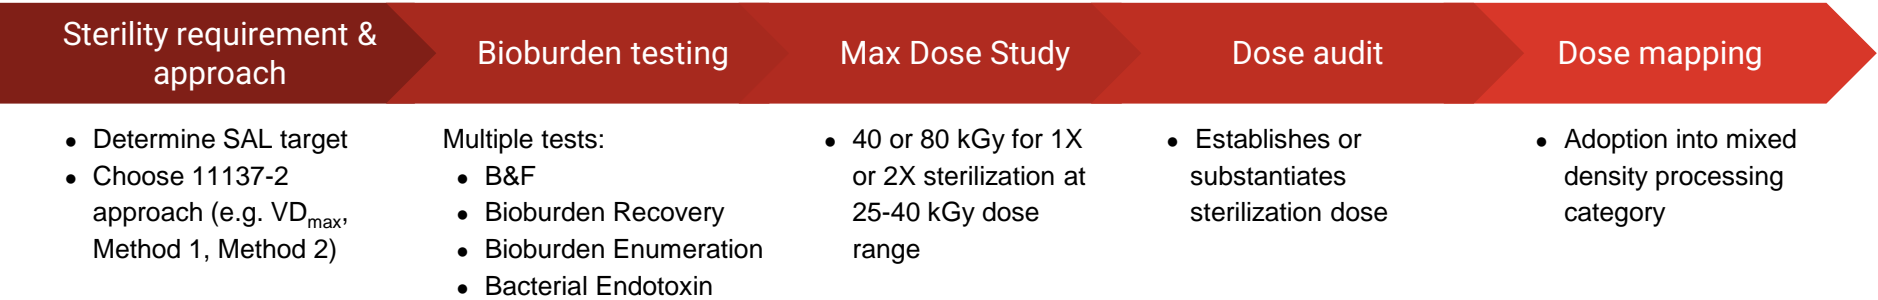 Sterility requirement &
approach
Bioburden testing
Max Dose Study
Dose audit
Dose mapping
• Determine SAL target
• Choose 11137-2
approach (e.g. VDmax,
Method 1, Method 2)
Multiple tests:
• B&F
• Bioburden Recovery
• Bioburden Enumeration
• Bacterial Endotoxin
• 40 or 80 kGy for 1X
or 2X sterilization at
25-40 kGy dose
range
• Establishes or
substantiates
sterilization dose
• Adoption into mixed
density processing
category